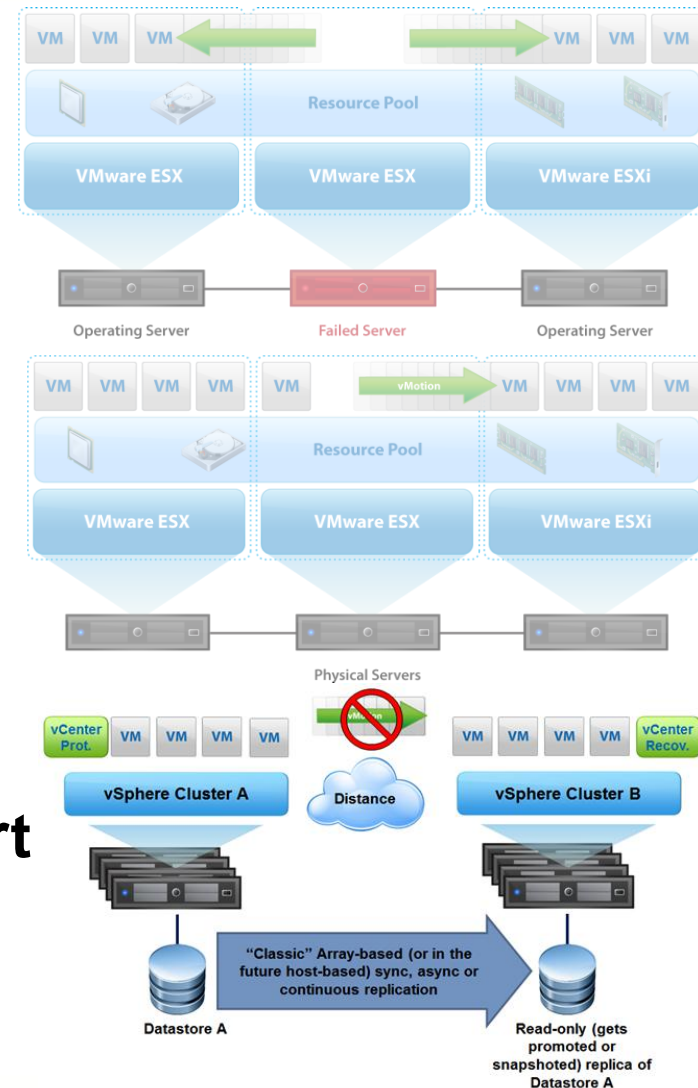 VM VM VM VM VM VM
Resource Pool
VMware ESX VMware ESX VMware ESXi
Operating Server Failed Server Operating Server
VM VM VM VM VM vMotion VM VM VM VM
Resource Pool
VMware ESX VMware ESX VMware ESXi
Physical Servers
vMotion
vCenter
Prot.
VM VM VM VM
VM VM VM VM
vCenter
Recov.
vSphere Cluster A
Distance
vSphere Cluster B
rt
“Classic” Array-based (or in the
future host-based) sync, async or
continuous replication
Datastore A
Read-only (gets
promoted or
snapshoted) replica of
Datastore A